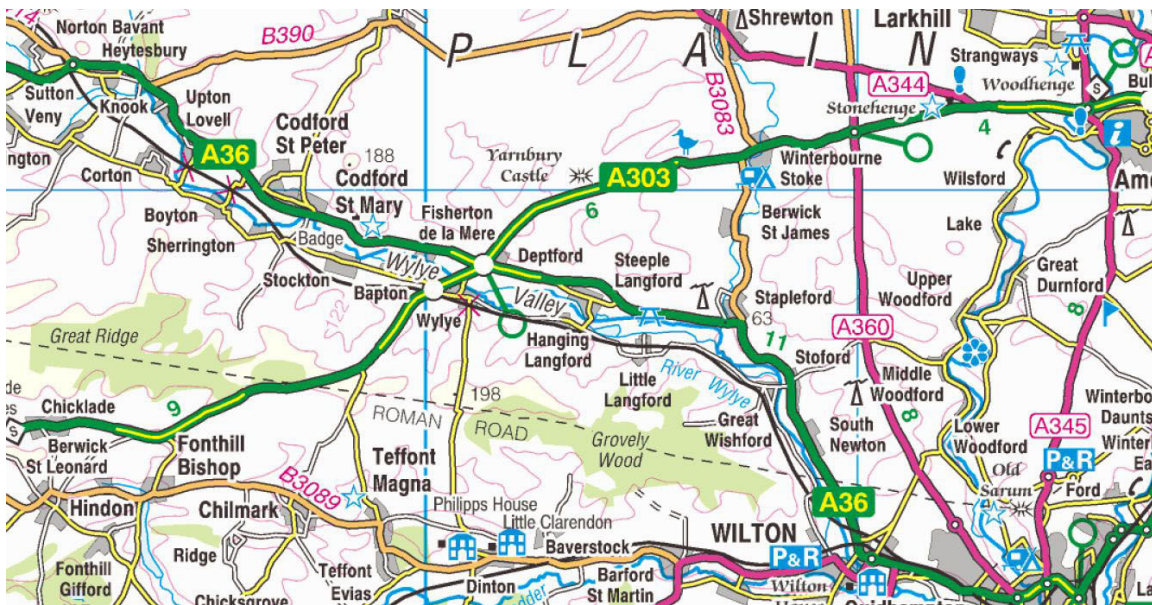 Norton Bavant
Heytesbury
B390
P L A I N
Shrewton
Larkhill
Strangways
Woodhenge
S
Sutton
Veny
Knook
Upton
Lovell
A36
Codford
St Peter
188
B3083
A344
Stonehenge
4
i
Corton
Codford
St Mary
Yarnbury
Castle
A303
6
Winterbourne
Stoke
Wilsford
Boyton
Sherrington
Badge
Fisherton
de la Mere
Berwick
St James
Lake
Stockton
Wylye
Valley
Deptford
Steeple
Langford
Upper
Woodford
Great
Durnford
Bapton
122
Wylye
Stapleford
63
11
A360
8
Great Ridge
Hanging
Langford
Stoford
Little
Langford
River Wylye
Middle
Woodford
8
Chicklade
9
ROMAN
ROAD
198
Great
Wishford
South
Newton
Lower
Woodford
A345
Berwick
St Leonard
Fonthill
Bishop
Teffont
Magna
Grovely
Wood
P&R
Old
Sarum
Ford
Hindon
Chilmark
B3089
Philipps House
Little Clarendon
A36
WILTON
P&R
Ridge
Fonthill
Gifford
Teffont
Evias
Dinton
Baverstock
Barford
St Martin
Wilton
Chicksgrove